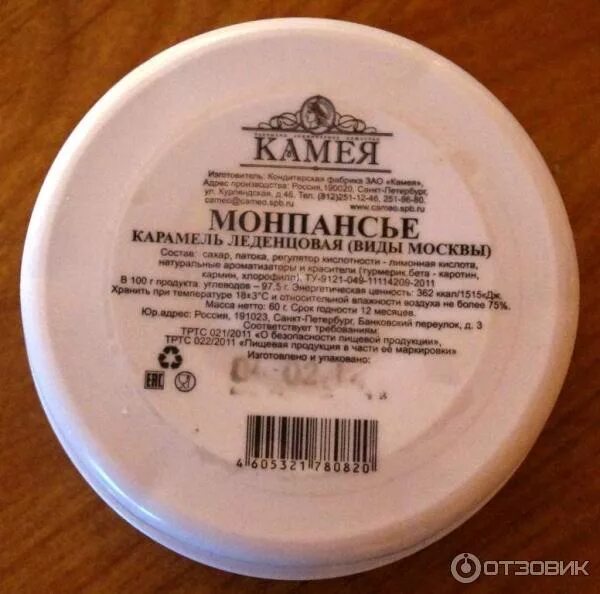 КАМЕЯ
Изготовитель: Кондитерская фабрика ЗАО «Камея»,
Адрес производства: Россия,190020, Санкт-Петербург,
ул. Курляндская, д.46, Тел. (812)251-12-46, 251-96-80.
cameo@cameo.spb.ru www.cameo.spb.ru
МОНПАНСЬЕ
КАРАМЕЛЬ ЛЕДЕНЦОВАЯ (ВИДЫ МОСКВЫ)
Состав: сахар, патока, регулятор кислотности - лимонная кислота,
натуральные ароматизаторы и красители (турмерик,бета - каротин,
кармин, хлорофилл). ТУ-9121-049-11114209-2011
В 100 г продукта: углеводов – 97,5 г. Энергетическая ценность: 362 ккал/1515кДж.
Хранить при температуре 18±3°С и относительной влажности воздуха не более 75%.
Масса нетто: 60 г. Срок годности 12 месяцев.
Юр.адрес: Россия, 191023, Санкт-Петербург, Банковский переулок, д. 3
Соответствует требованиям:
ТРТС 021/2011 «О безопасности пищевой продукции»,
ТРТС 022/2011 «Пищевая продукция в части её маркировки»
Изготовлено и упаковано:
EAC
4 605321 780820
ОТЗОВИК